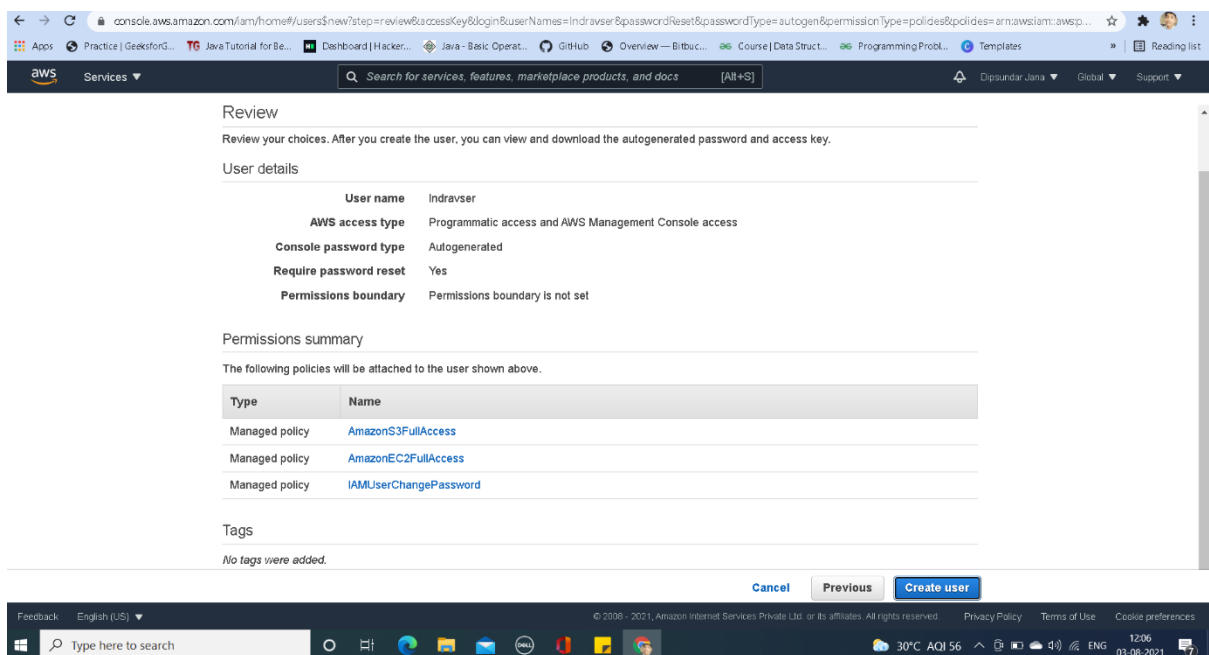 console.aws.amazon.com/iam/home#/users$new?step=review&accessKey&login&userNames=Indravser&passwordReset&passwordType=autogen&permissionType=policies&policies=arn:aws:iam::aws:p...
Apps Practice | GeeksforG... TG Java Tutorial for Be... Dashboard | Hacker... Java - Basic Operat... GitHub Overview — Bitbuc... Course | Data Struct... Programming Probl... Templates » Reading list
aws Services ▼ Search for services, features, marketplace products, and docs [Alt+S] Dipsundar Jana ▼ Global ▼ Support ▼
Review
Review your choices. After you create the user, you can view and download the autogenerated password and access key.
User details
User name Indravser
AWS access type Programmatic access and AWS Management Console access
Console password type Autogenerated
Require password reset Yes
Permissions boundary Permissions boundary is not set
Permissions summary
The following policies will be attached to the user shown above.
Type Name
Managed policy AmazonS3FullAccess
Managed policy AmazonEC2FullAccess
Managed policy IAMUserChangePassword
Tags
No tags were added.
Cancel Previous Create user
Feedback English (US) ▼ © 2008 - 2021, Amazon Internet Services Private Ltd. or its affiliates. All rights reserved. Privacy Policy Terms of Use Cookie preferences
Type here to search DELL 30°C AQI 56 ENG 12:06
03-08-2021